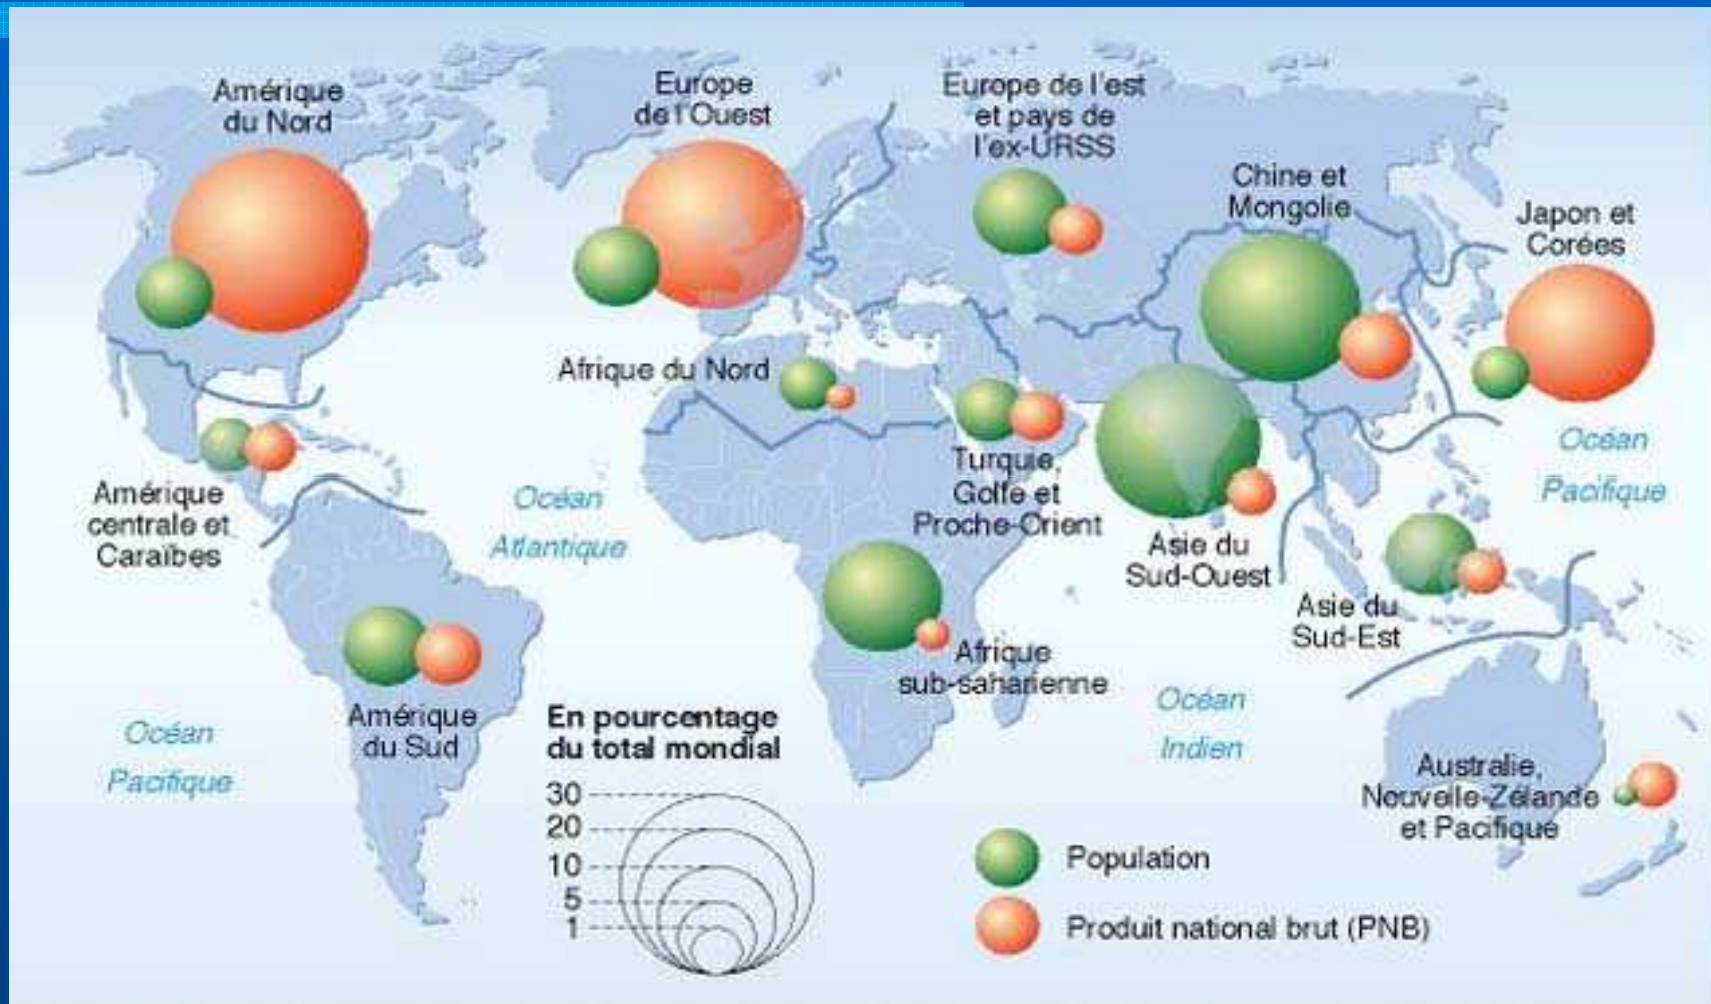 Amérique
du Nord
Europe
de l'Ouest
Europe de l'est
et pays de
l'ex-URSS
Chine et
Mongolie
Japon et
Corées
Afrique du Nord
Amérique
centrale et
Caraïbes
Océan
Atlantique
Turquie,
Golfe et
Proche-Orient
Océan
Pacifique
Asie du
Sud-Ouest
Asie du
Sud-Est
Afrique
sub-saharienne
Amérique
du Sud
Océan
Pacifique
Océan
Indien
Australie,
Nouvelle-Zélande
et Pacifique
En pourcentage
du total mondial
30
20
10
5
1
Population
Produit national brut (PNB)